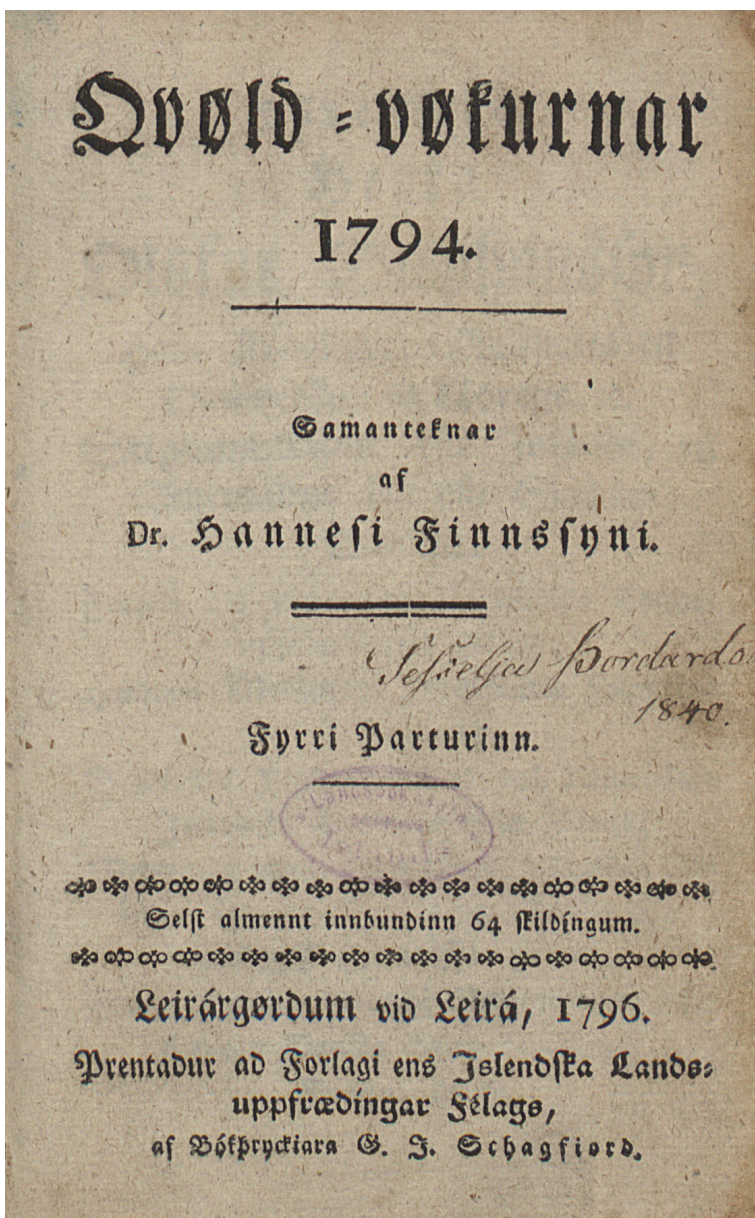 Qvøld-vøkurnar
1794.
Samanteknar
af
Dr. Hannesi Finnssyni.
Þordardo
1840.
Fyrri Parturinn.
Selst almennt innbundinn 64 skildíngum.
Leirárgørdum vid Leirá, 1796.
Prentadur ad Forlagi ens Islendska Lands-
uppfrædíngar Félags,
af Bókþryckiara G. J. Schagfiord.